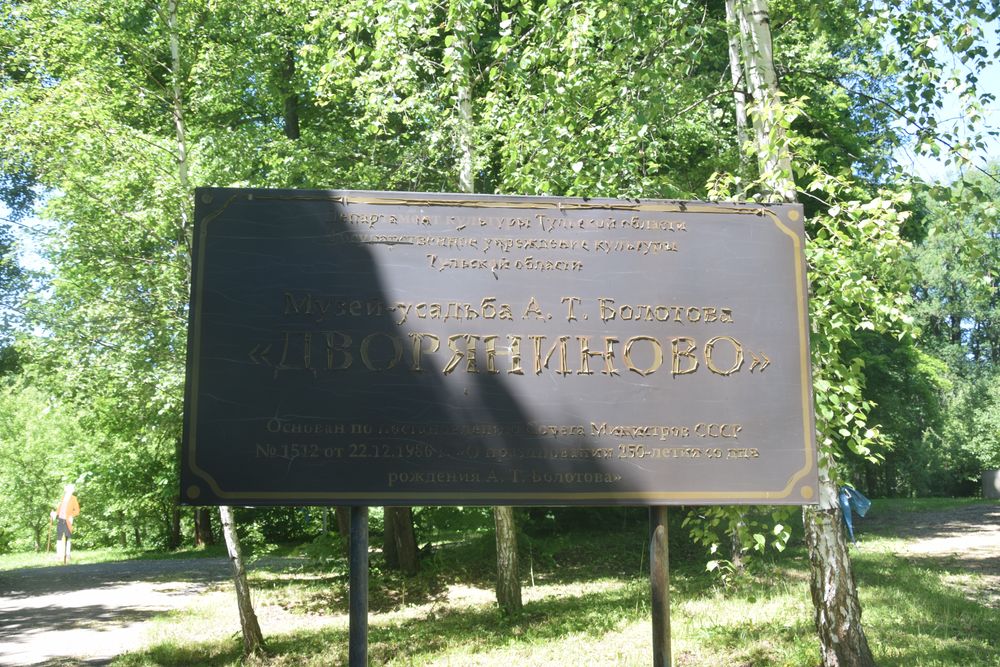 Департамент культуры Тульской области
Государственное учреждение культуры
Тульской области
Музей-усадьба А. Т. Болотова
«ДВОРЯНИНОВО»
Основан по постановлению Совета Министров СССР
№ 1512 от 22.12.1986 г. «О праздновании 250-летия со дня
рождения А. Т. Болотова»